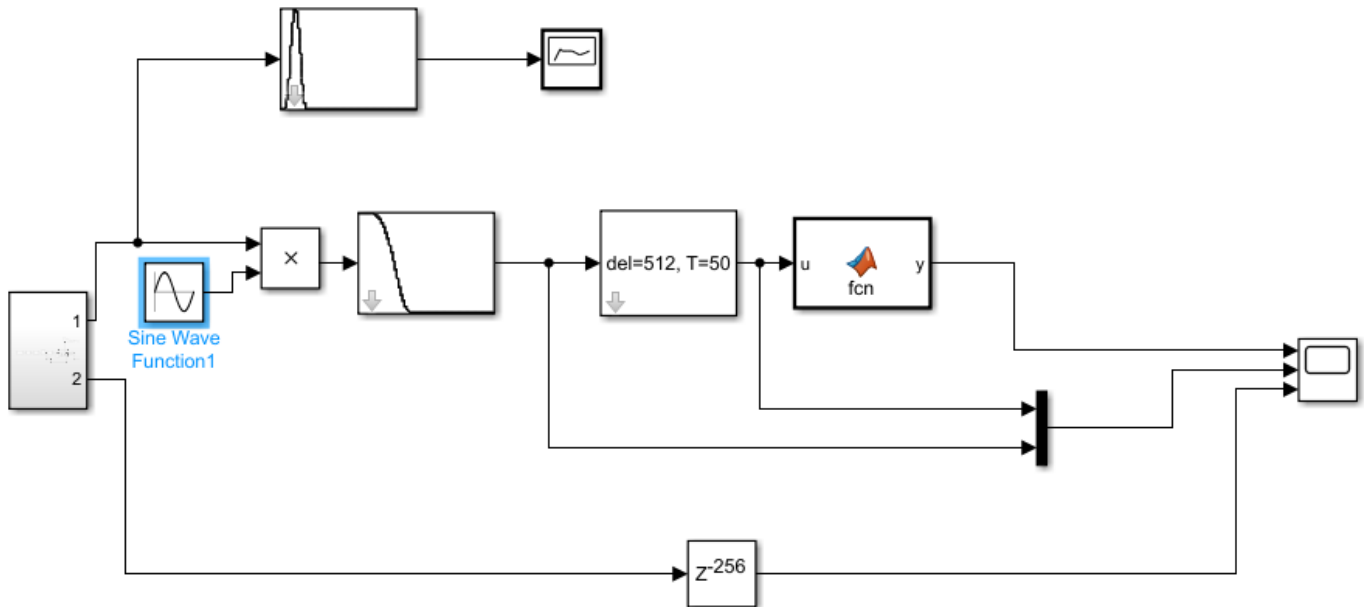 ×
del=512, T=50
u
y
fcn
1
Sine Wave
Function1
2
Z-256